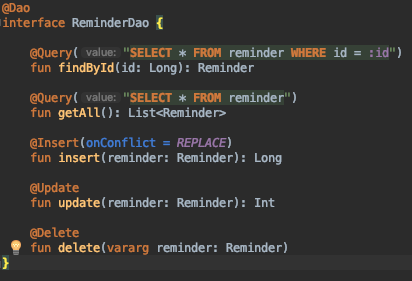 @Dao
interface ReminderDao {
@Query( value: "SELECT * FROM reminder WHERE id = :id")
fun findById(id: Long): Reminder
@Query( value: "SELECT * FROM reminder")
fun getAll(): List<Reminder>
@Insert(onConflict = REPLACE)
fun insert(reminder: Reminder): Long
@Update
fun update(reminder: Reminder): Int
@Delete
fun delete(vararg reminder: Reminder)
}